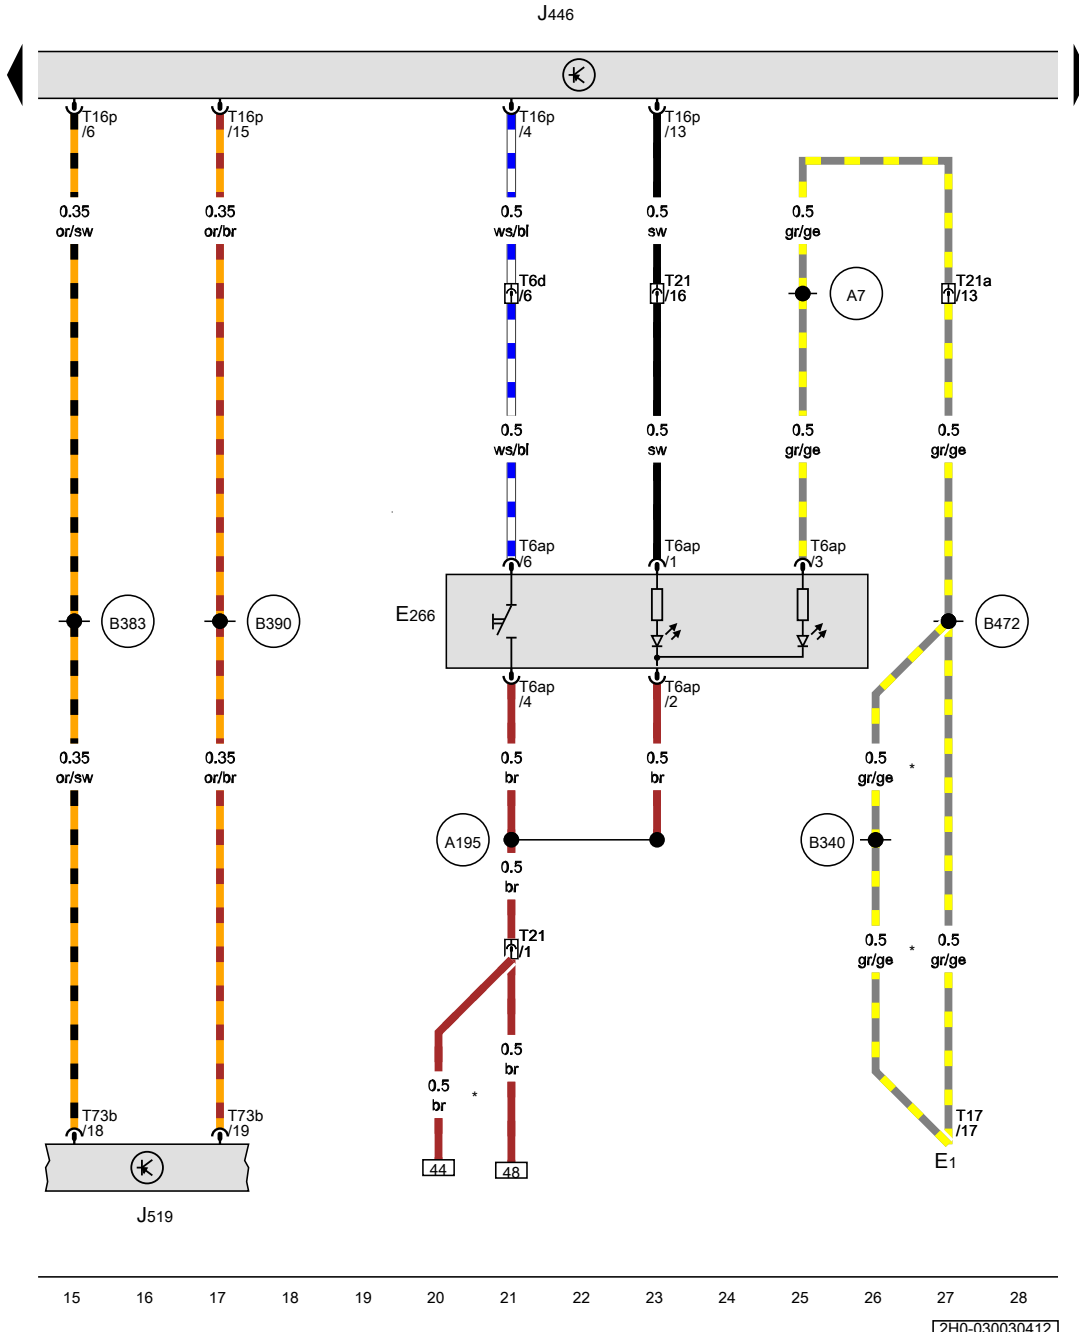 J446
T16p
/6
T16p
/15
T16p
/4
T16p
/13
0.35
or/sw
0.35
or/br
0.5
ws/bl
0.5
sw
0.5
gr/ge
T6d
/6
T21
/16
A7
T21a
/13
0.5
ws/bl
0.5
sw
0.5
gr/ge
0.5
gr/ge
T6ap
/6
T6ap
/1
T6ap
/3
B383
B390
E266
B472
T6ap
/4
T6ap
/2
0.35
or/sw
0.35
or/br
0.5
br
0.5
br
0.5
gr/ge
*
A195
B340
0.5
br
T21
/1
0.5
gr/ge
*
0.5
gr/ge
0.5
br
0.5
br
*
T73b
/18
T73b
/19
T17
/17
44
48
E1
J519
15 16 17 18 19 20 21 22 23 24 25 26 27 28
2H0-030030412